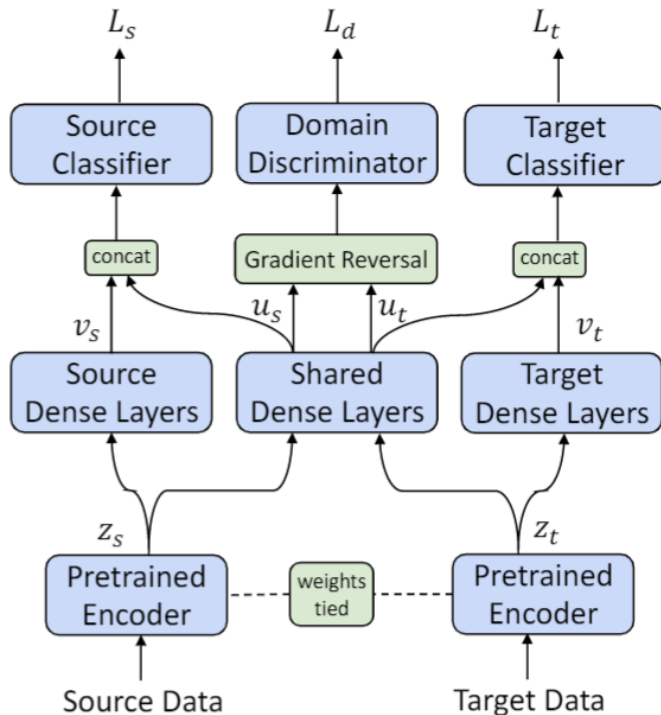 L_s
L_d
L_t
Source
Classifier
Domain
Discriminator
Target
Classifier
concat
Gradient Reversal
concat
v_s
u_s
u_t
v_t
Source
Dense Layers
Shared
Dense Layers
Target
Dense Layers
z_s
z_t
Pretrained
Encoder
weights
tied
Pretrained
Encoder
Source Data
Target Data